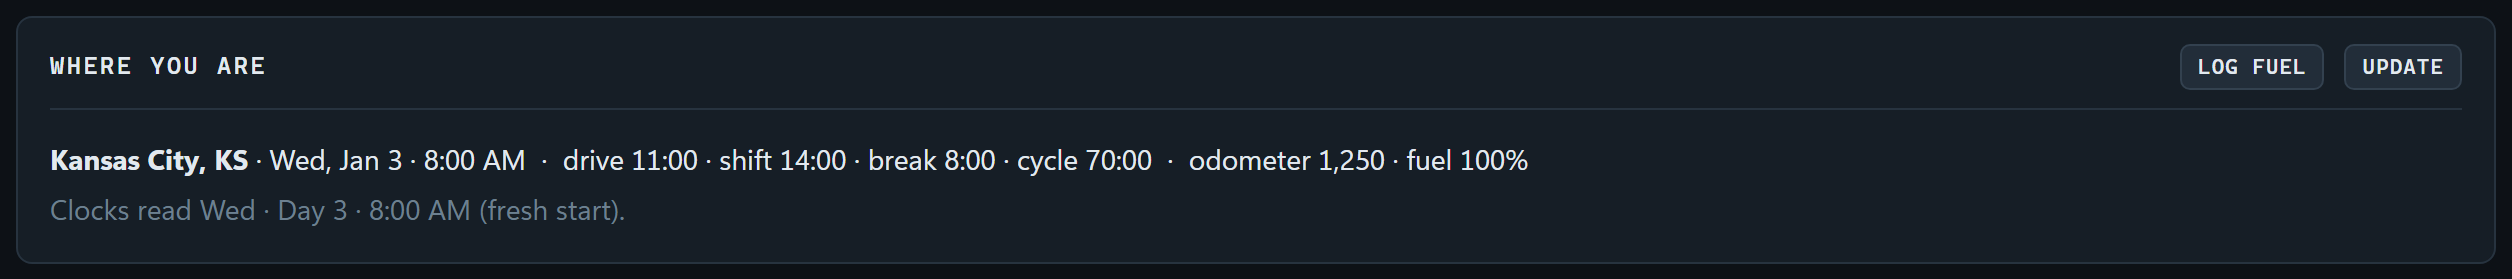 WHERE YOU ARE
LOG FUEL
UPDATE
Kansas City, KS · Wed, Jan 3 · 8:00 AM · drive 11:00 · shift 14:00 · break 8:00 · cycle 70:00 · odometer 1,250 · fuel 100%
Clocks read Wed · Day 3 · 8:00 AM (fresh start).